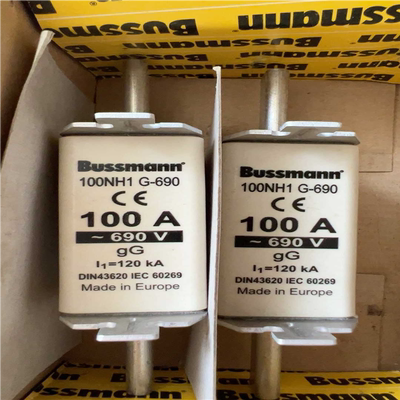 Bussmann
Bussmann
100NH1 G-690
CE
100 A
~ 690 V
gG
I₁=120 kA
DIN43620 IEC 60269
Made in Europe
Bussmann
100NH1 G-690
CE
100 A
~ 690 V
gG
I₁=120 kA
DIN43620 IEC 60269
Made in Europe